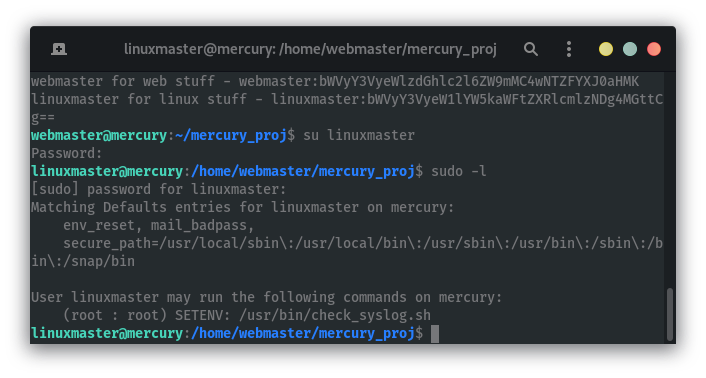 linuxmaster@mercury: /home/webmaster/mercury_proj
webmaster for web stuff - webmaster:bWVyY3VyeWlzdGhlc2l6ZW9mMC4wNTZFYXJ0aHMK
linuxmaster for linux stuff - linuxmaster:bWVyY3VyeW1lYW5kaWFtZXRlcmlzNDg4MGttC
g==
webmaster@mercury:~/mercury_proj$ su linuxmaster
Password:
linuxmaster@mercury:/home/webmaster/mercury_proj$ sudo -l
[sudo] password for linuxmaster:
Matching Defaults entries for linuxmaster on mercury:
    env_reset, mail_badpass,
    secure_path=/usr/local/sbin\:/usr/local/bin\:/usr/sbin\:/usr/bin\:/sbin\:/b
in\:/snap/bin
User linuxmaster may run the following commands on mercury:
    (root : root) SETENV: /usr/bin/check_syslog.sh
linuxmaster@mercury:/home/webmaster/mercury_proj$